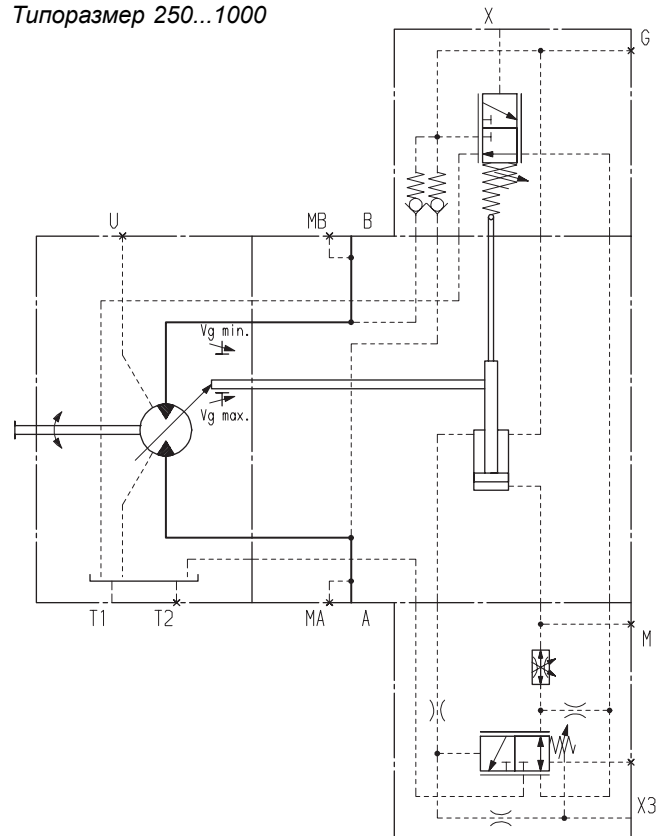 Типоразмер 250...1000
X
G
U
MB
B
Vg min.
Vg max.
T1
T2
MA
A
M
X3